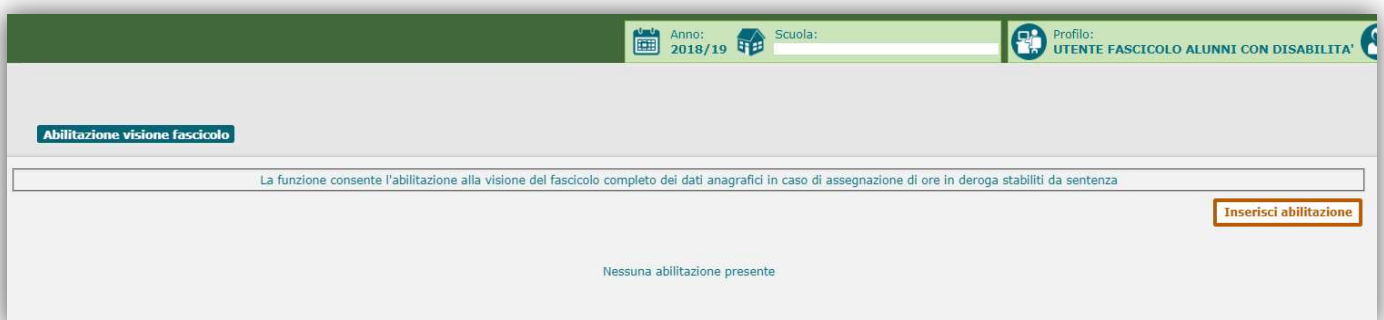 Anno:
2018/19
Scuola:
Profilo:
UTENTE FASCICOLO ALUNNI CON DISABILITA'
Abilitazione visione fascicolo
La funzione consente l'abilitazione alla visione del fascicolo completo dei dati anagrafici in caso di assegnazione di ore in deroga stabiliti da sentenza
Inserisci abilitazione
Nessuna abilitazione presente